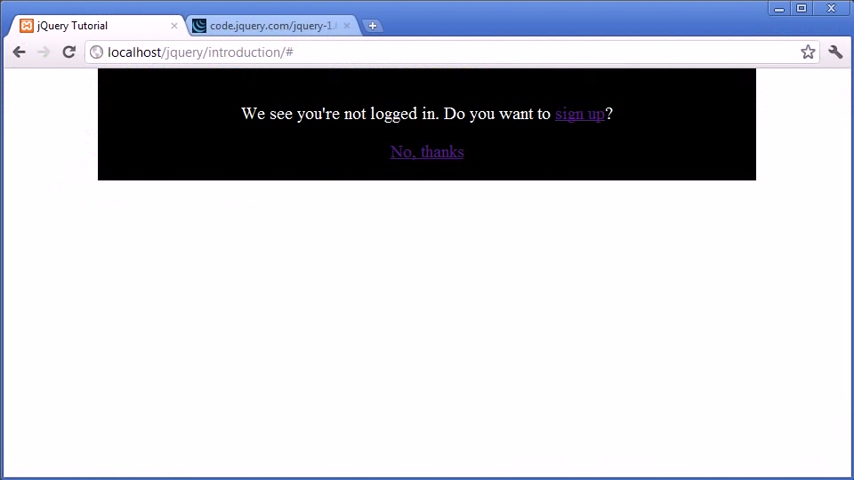 jQuery Tutorial
code.jquery.com/jquery-1.
localhost/jquery/introduction/#
We see you're not logged in. Do you want to sign up?
No, thanks